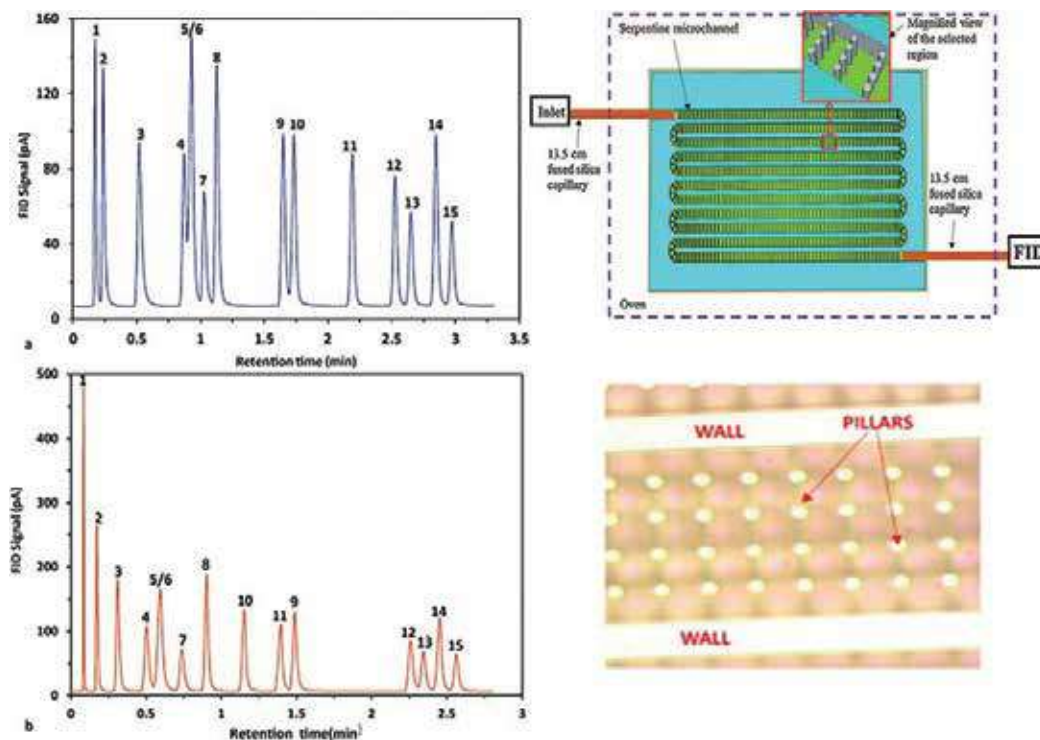 160
120
80
40
0
FID Signal (pA)
1
2
3
4
5/6
7
8
9
10
11
12
13
14
15
0 0.5 1 1.5 2 2.5 3 3.5
Retention time (min)
a
500
400
300
200
100
0
FID Signal (pA)
1
2
3
4
5/6
7
8
10
11
9
12
13
14
15
0 0.5 1 1.5 2 2.5 3
Retention time(min)
b
Serpentine microchannel
Magnified view
of the selected
region
Inlet
13.5 cm
fused silica
capillary
13.5 cm
fused silica
capillary
FID
Oven
WALL
PILLARS
WALL